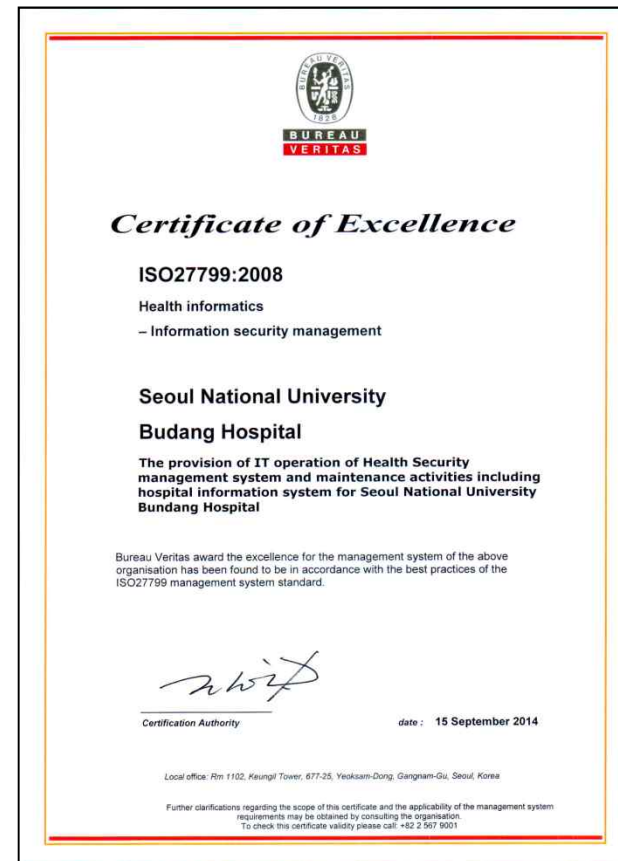 BUREAU VERITAS
1828
BUREAU
VERITAS
Certificate of Excellence
ISO27799:2008
Health informatics
– Information security management
Seoul National University
Budang Hospital
The provision of IT operation of Health Security
management system and maintenance activities including
hospital information system for Seoul National University
Bundang Hospital
Bureau Veritas award the excellence for the management system of the above
organisation has been found to be in accordance with the best practices of the
ISO27799 management system standard.
Certification Authority
date : 15 September 2014
Local office: Rm 1102, Keungil Tower, 677-25, Yeoksam-Dong, Gangnam-Gu, Seoul, Korea
Further clarifications regarding the scope of this certificate and the applicability of the management system
requirements may be obtained by consulting the organisation.
To check this certificate validity please call: +82 2 567 9001